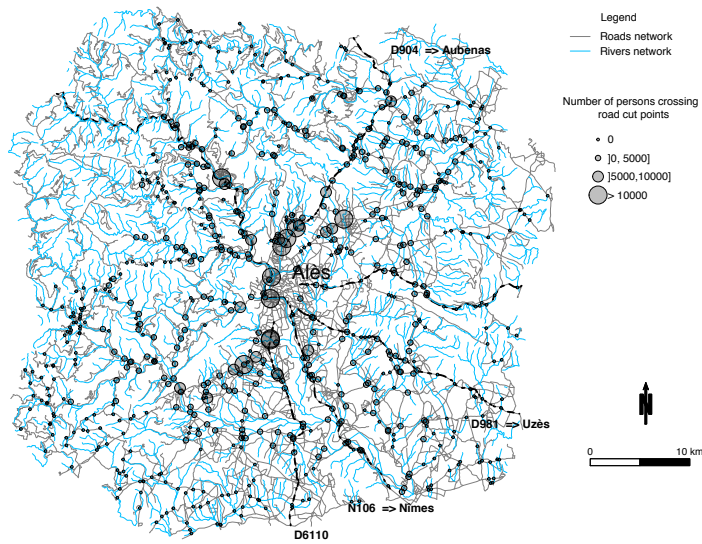 Legend
Roads network
Rivers network
D904 => Aubenas
Number of persons crossing
road cut points
0
]0, 5000]
]5000,10000]
> 10000
Alès
N
D981 => Uzès
0
10 km
N106 => Nîmes
D6110